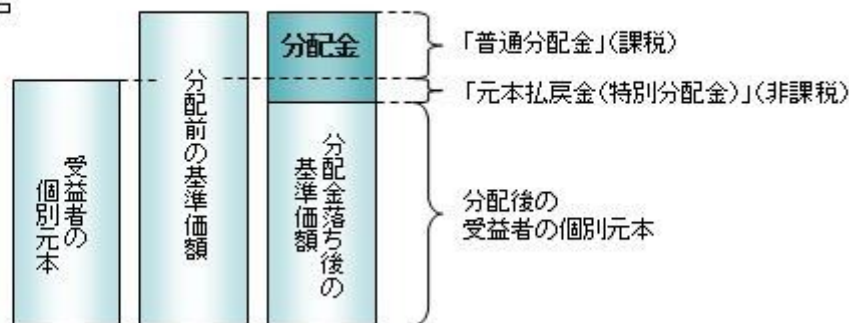 分配金
「普通分配金」(課税)
「元本払戻金(特別分配金)」(非課税)
受益者の
個別元本
分配前の基準価額
分配金落ち後の
基準価額
分配後の
受益者の個別元本